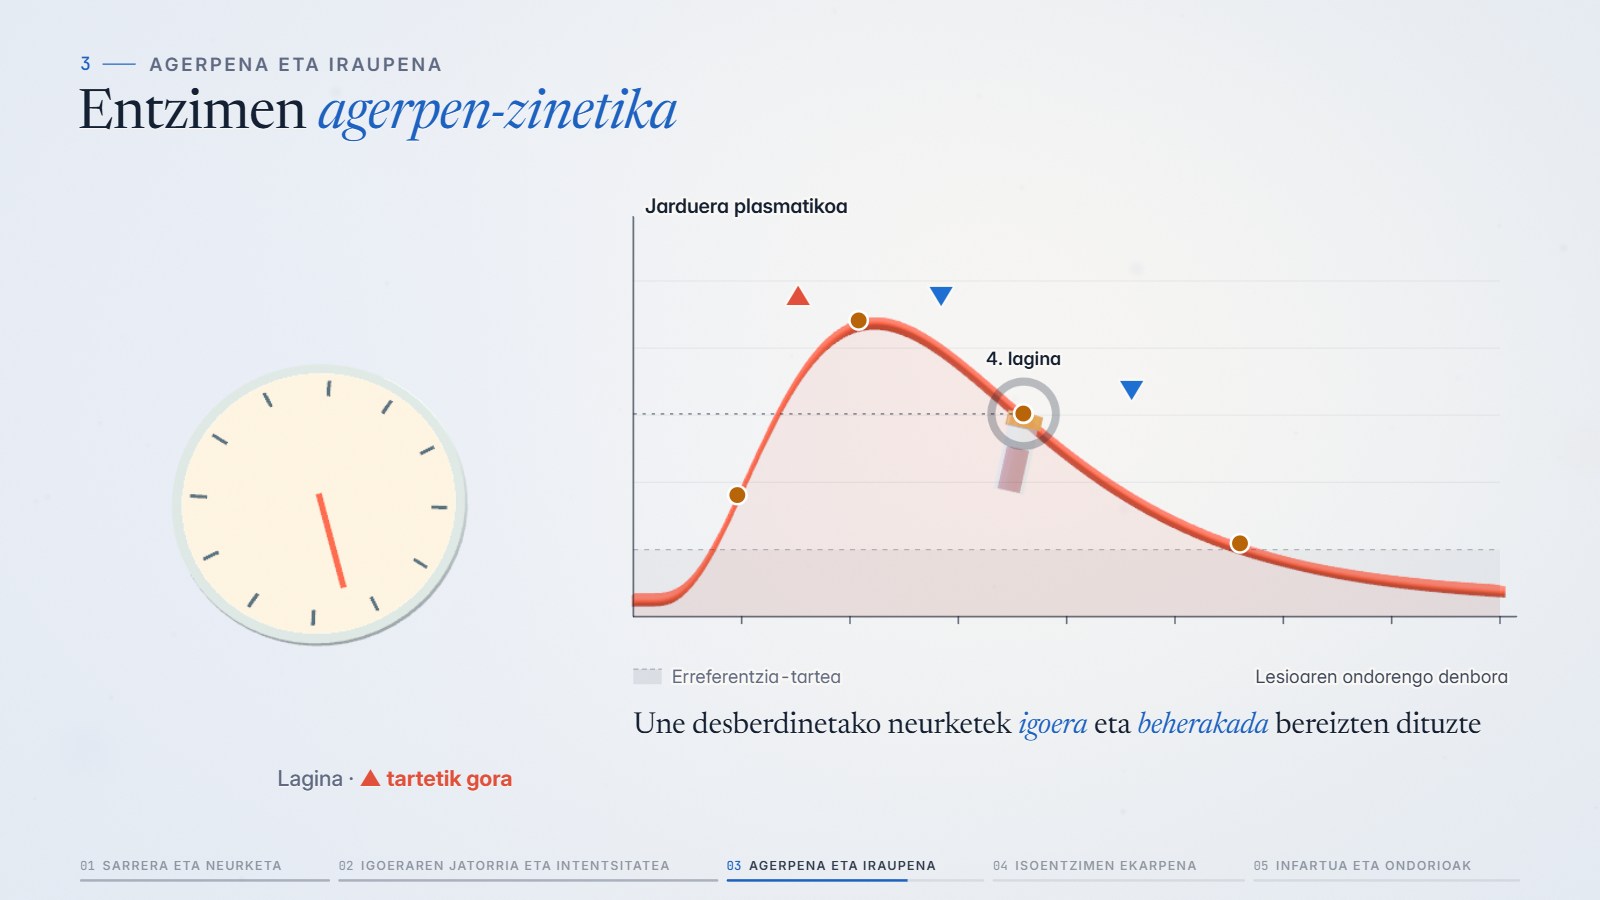 3 — AGERPENA ETA IRAUPENA
Entzimen agerpen-zinetika
Jarduera plasmatikoa
4. lagina
Erreferentzia-tartea
Lesioaren ondorengo denbora
Une desberdinetako neurketek igoera eta beherakada bereizten dituzte
Lagina · ▲ tartetik gora
01 SARRERA ETA NEURKETA
02 IGOERAREN JATORRIA ETA INTENTSITATEA
03 AGERPENA ETA IRAUPENA
04 ISOENTZIMEN EKARPENA
05 INFARTUA ETA ONDORIOAK